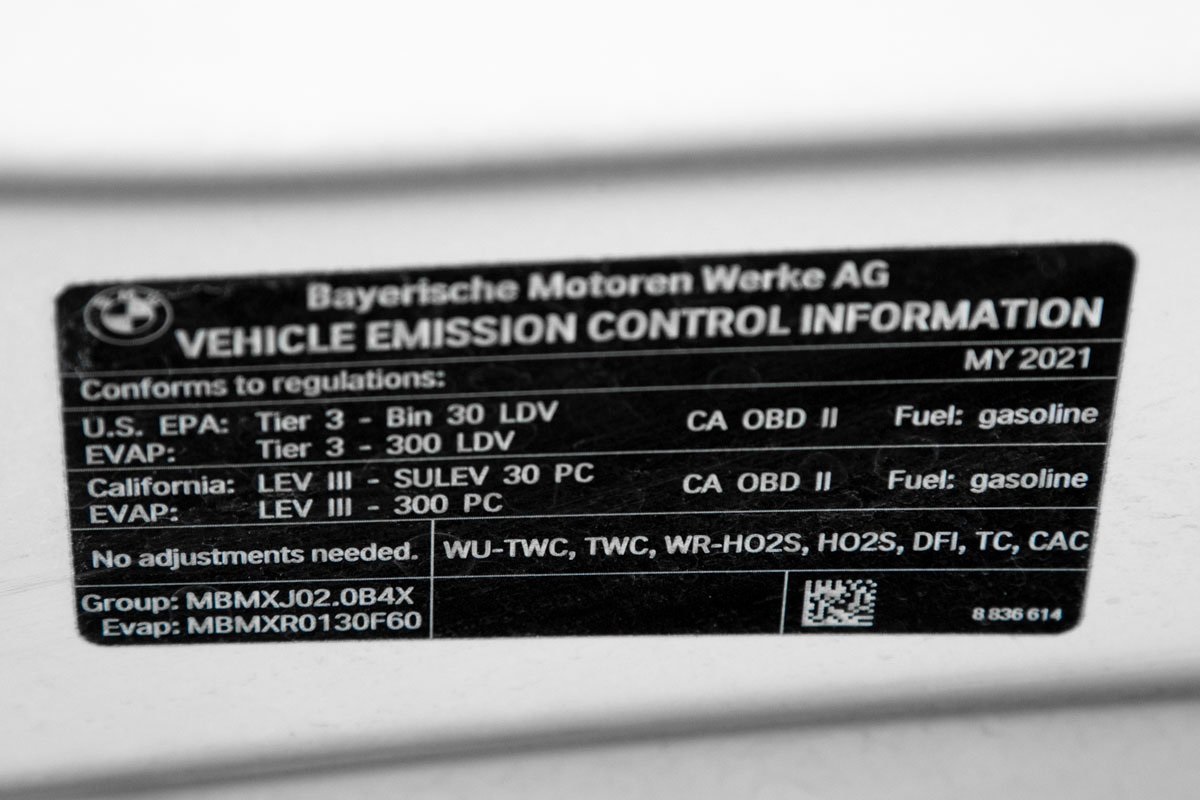 Bayerische Motoren Werke AG
VEHICLE EMISSION CONTROL INFORMATION
Conforms to regulations: MY 2021
U.S. EPA: Tier 3 - Bin 30 LDV CA OBD II Fuel: gasoline
EVAP: Tier 3 - 300 LDV
California: LEV III - SULEV 30 PC CA OBD II Fuel: gasoline
EVAP: LEV III - 300 PC
No adjustments needed. WU-TWC, TWC, WR-HO2S, HO2S, DFI, TC, CAC
Group: MBMXJ02.0B4X
Evap: MBMXR0130F60
8 836 614